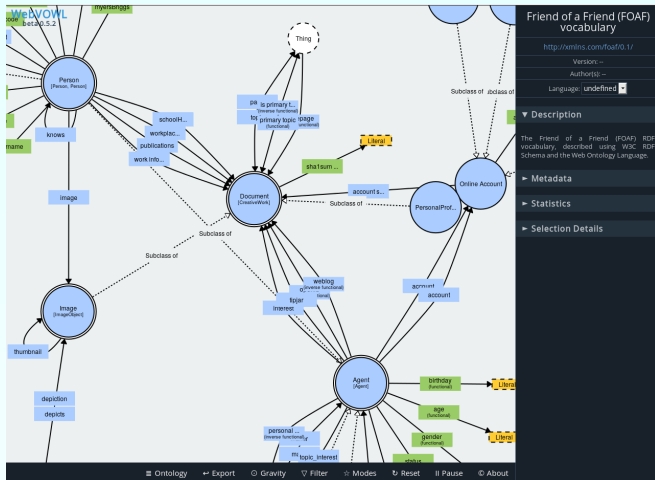 WebVOWL
beta 0.5.2
myersbriggs
Person
[Person, Person]
knows
name
Thing
is primary t...
(inverse functional)
primary topic
(functional)
page
schoolH...
workplac...
publications
work info...
Literal
sha1sum ...
Document
[CreativeWork]
account s...
Subclass of
PersonalProf...
Online Account
Subclass of
Subclass of
Image
Subclass of
Subclass of
weblog
(inverse functional)
tipjar
interest
account
account
Image
[ImageObject]
thumbnail
depiction
depicts
Agent
[Agent]
birthday
(functional)
Literal
age
(functional)
Literal
gender
(functional)
status
personal ...
(inverse functional)
topic_interest
Friend of a Friend (FOAF)
vocabulary
http://xmlns.com/foaf/0.1/
Version: --
Author(s): --
Language: undefined
▼ Description
The Friend of a Friend (FOAF) RDF
vocabulary, described using W3C RDF
Schema and the Web Ontology Language.
► Metadata
► Statistics
► Selection Details
≣ Ontology ↩ Export ⊙ Gravity ▽ Filter ☆ Modes ↻ Reset II Pause © About